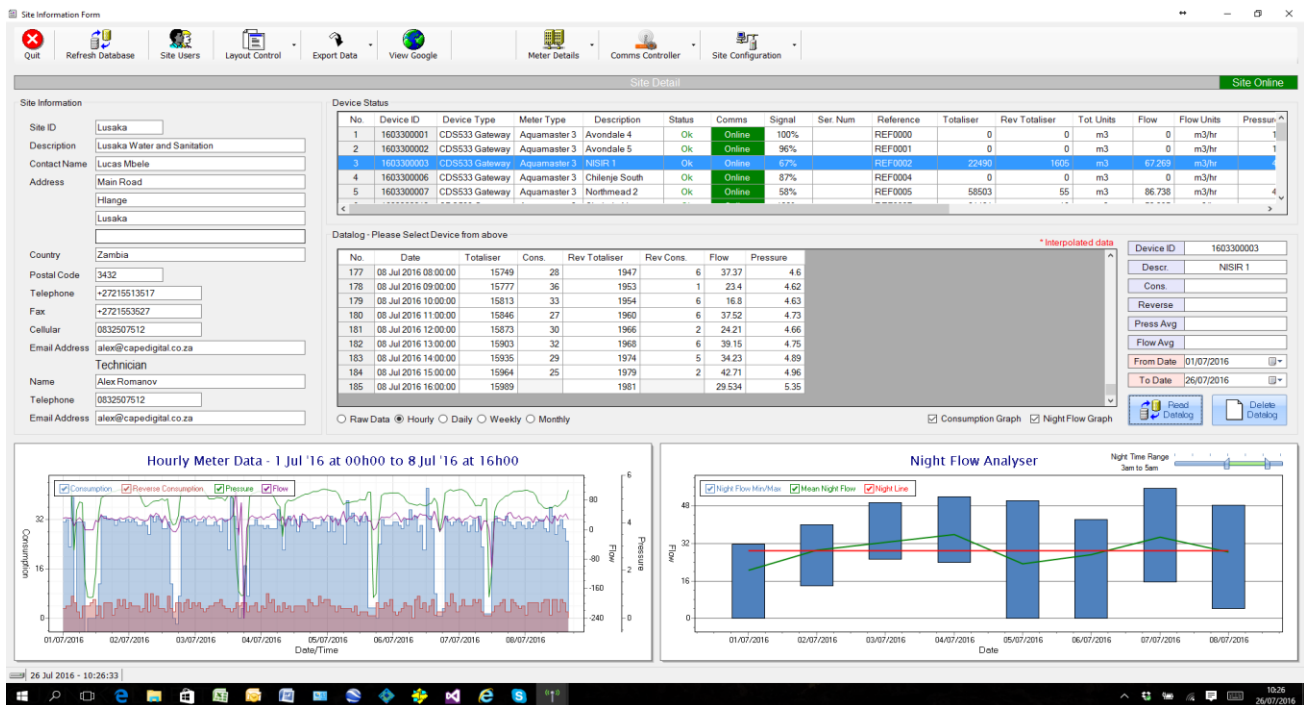 Site Information Form
Quit Refresh Database Site Users Layout Control Export Data View Google Meter Details Comms Controller Site Configuration
Site Detail Site Online
Site Information
Site ID Lusaka
Description Lusaka Water and Sanitation
Contact Name Lucas Mbele
Address Main Road
Hlange
Lusaka
Country Zambia
Postal Code 3432
Telephone +27215513517
Fax +2721553527
Cellular 0832507512
Email Address alex@capedigital.co.za
Technician
Name Alex Romanov
Telephone 0832507512
Email Address alex@capedigital.co.za
Device Status
No. Device ID Device Type Meter Type Description Status Comms Signal Ser. Num Reference Totaliser Rev Totaliser Tot. Units Flow Flow Units Pressur
1 1603300001 CDS533 Gateway Aquamaster 3 Avondale 4 Ok Online 100% REF0000 0 0 m3 0 m3/hr 1
2 1603300002 CDS533 Gateway Aquamaster 3 Avondale 5 Ok Online 96% REF0001 0 0 m3 0 m3/hr 1
3 1603300003 CDS533 Gateway Aquamaster 3 NISIR 1 Ok Online 67% REF0002 22490 1605 m3 67.269 m3/hr 4
4 1603300006 CDS533 Gateway Aquamaster 3 Chilenje South Ok Online 87% REF0004 0 0 m3 0 m3/hr
5 1603300007 CDS533 Gateway Aquamaster 3 Northmead 2 Ok Online 58% REF0005 58503 55 m3 86.738 m3/hr 4
Datalog - Please Select Device from above
* Interpolated data
No. Date Totaliser Cons. Rev Totaliser Rev Cons. Flow Pressure
177 08 Jul 2016 08:00:00 15749 28 1947 6 37.37 4.6
178 08 Jul 2016 09:00:00 15777 36 1953 1 23.4 4.62
179 08 Jul 2016 10:00:00 15813 33 1954 6 16.8 4.63
180 08 Jul 2016 11:00:00 15846 27 1960 6 37.52 4.73
181 08 Jul 2016 12:00:00 15873 30 1966 2 24.21 4.66
182 08 Jul 2016 13:00:00 15903 32 1968 6 39.15 4.75
183 08 Jul 2016 14:00:00 15935 29 1974 5 34.23 4.89
184 08 Jul 2016 15:00:00 15964 25 1979 2 42.71 4.96
185 08 Jul 2016 16:00:00 15989 1981 29.534 5.35
Raw Data Hourly Daily Weekly Monthly Consumption Graph Night Flow Graph
Device ID 1603300003
Descr. NISIR 1
Cons.
Reverse
Press Avg
Flow Avg
From Date 01/07/2016
To Date 26/07/2016
Read Datalog
Delete Datalog
Hourly Meter Data - 1 Jul '16 at 00h00 to 8 Jul '16 at 16h00
Consumption Reverse Consumption Pressure Flow
Consumption
32
16
0
80
0
-80
-160
-240
Flow
6
4
2
0
Pressure
01/07/2016 02/07/2016 03/07/2016 04/07/2016 05/07/2016 06/07/2016 07/07/2016 08/07/2016
Date/Time
Night Flow Analyser
Night Time Range
3am to 5am
Night Flow Min/Max Mean Night Flow Night Line
Flow
48
32
16
0
01/07/2016 02/07/2016 03/07/2016 04/07/2016 05/07/2016 06/07/2016 07/07/2016 08/07/2016
Date
26 Jul 2016 - 10:26:33
10:26
26/07/2016